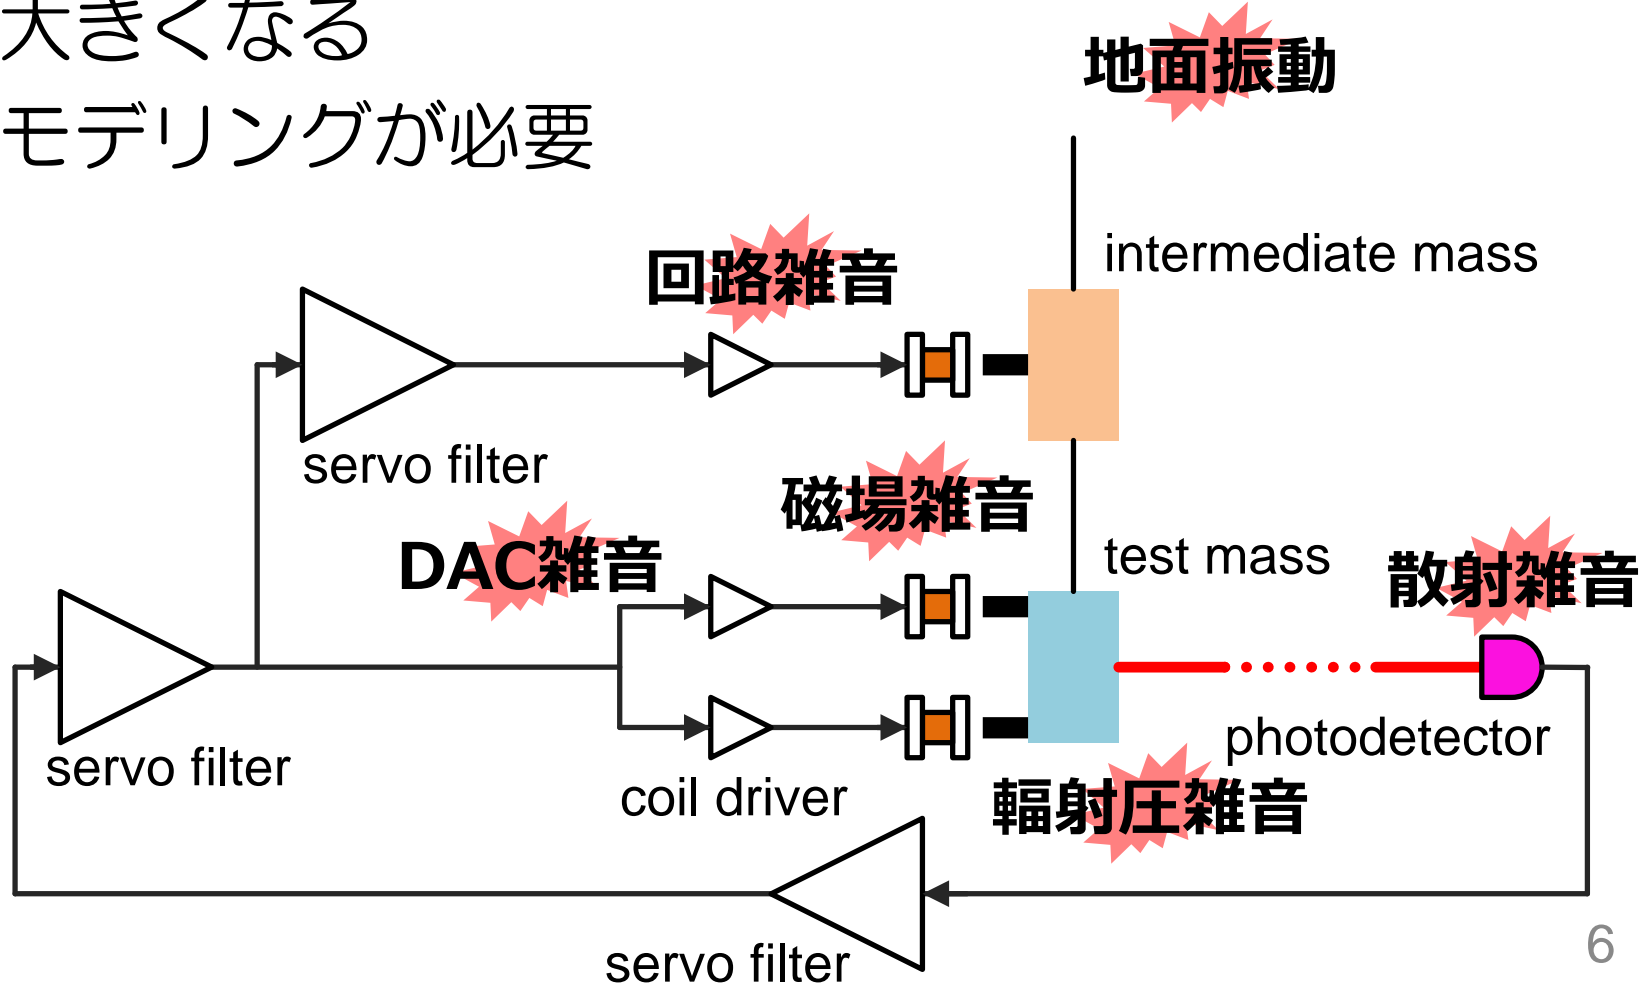 大きくなる
モデリングが必要
地面振動
intermediate mass
回路雑音
servo filter
磁場雑音
DAC雑音
test mass
散射雑音
servo filter
photodetector
coil driver
輻射圧雑音
servo filter
6